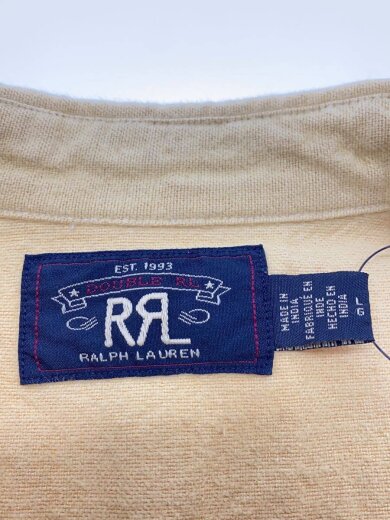 EST. 1993
DOUBLE RL
RRL
RALPH LAUREN
MADE IN
INDIA
FABRIQUÉ EN
INDE
HECHO EN
INDIA
L
G